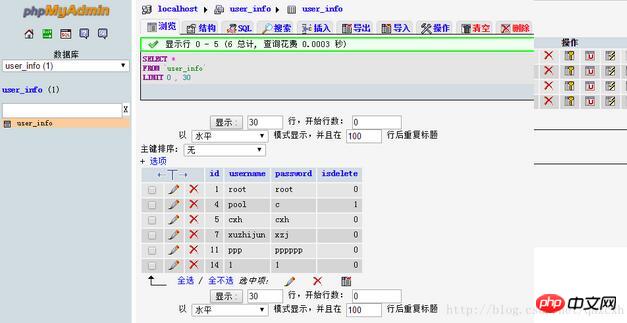 phpMyAdmin
数据库
user_info (1)
user_info (1)
X
user_info
localhost ▸ user_info ▸ user_info
浏览 结构 SQL 搜索 插入 导出 导入 操作 清空 删除
显示行 0 - 5 (6 总计, 查询花费 0.0003 秒)
SELECT *
FROM `user_info`
LIMIT 0 , 30
操作
显示: 30 行,开始行数: 0
以 水平 模式显示,并且在 100 行后重复标题
主键排序: 无
+ 选项
←T→ id username password isdelete
1 root root 0
4 pool c 1
5 cxh cxh 0
7 xuzhijun xzj 0
11 ppp pppppp 0
14 1 1 0
全选 / 全不选 选中项:
显示: 30 行,开始行数: 0
以 水平 模式显示,并且在 100 行后重复标题
php 中文网